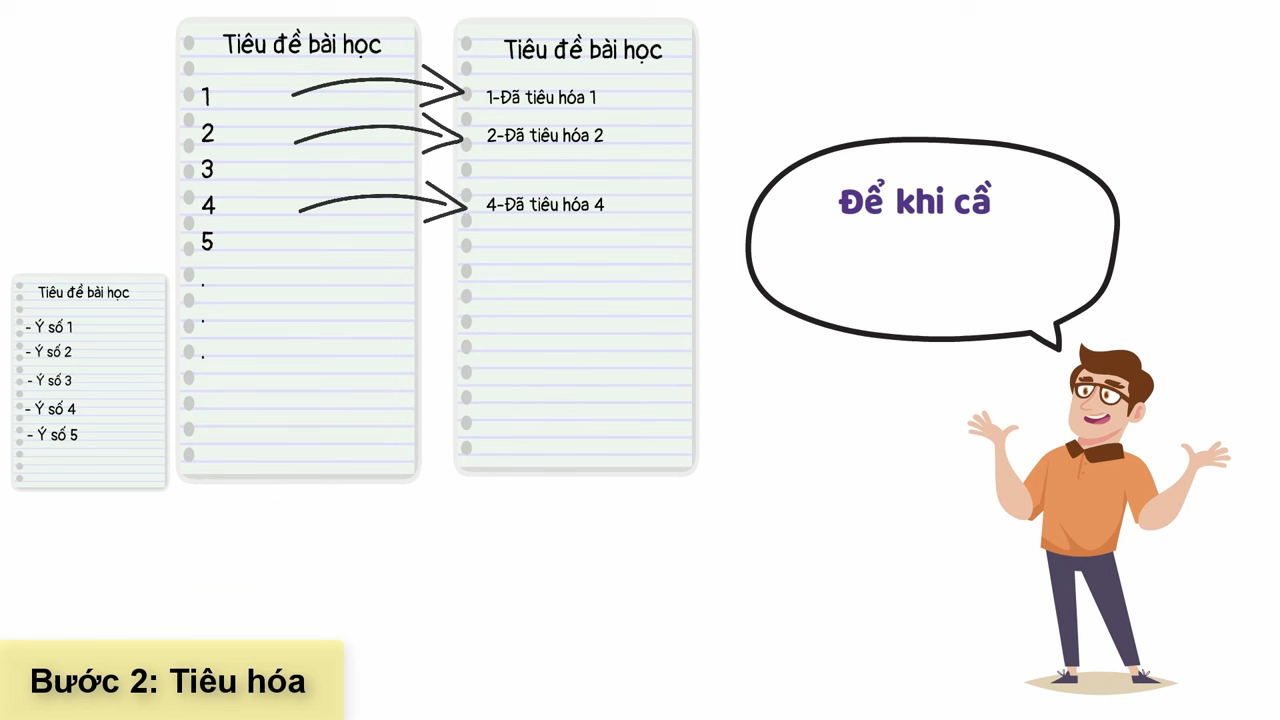 Tiêu đề bài học
1
2
3
4
5
.
.
.
Tiêu đề bài học
1-Đã tiêu hóa 1
2-Đã tiêu hóa 2
4-Đã tiêu hóa 4
Để khi cầ
Tiêu đề bài học
- Ý số 1
- Ý số 2
- Ý số 3
- Ý số 4
- Ý số 5
Bước 2: Tiêu hóa